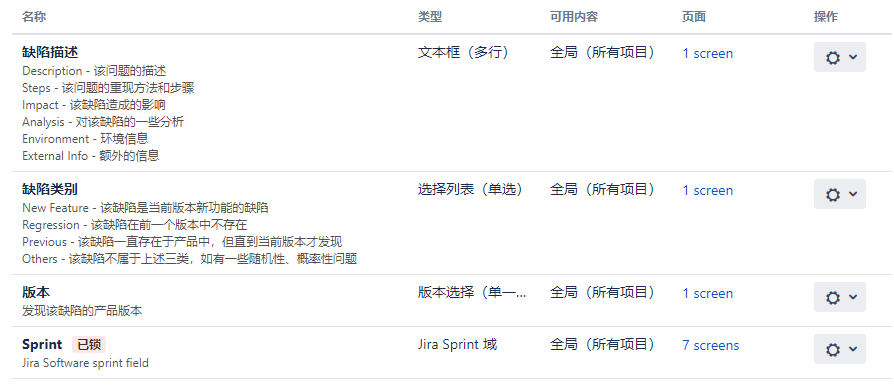 名称 类型 可用内容 页面 操作
缺陷描述 文本框（多行） 全局（所有项目） 1 screen
Description - 该问题的描述
Steps - 该问题的重现方法和步骤
Impact - 该缺陷造成的影响
Analysis - 对该缺陷的一些分析
Environment - 环境信息
External Info - 额外的信息
缺陷类别 选择列表（单选） 全局（所有项目） 1 screen
New Feature - 该缺陷是当前版本新功能的缺陷
Regression - 该缺陷在前一个版本中不存在
Previous - 该缺陷一直存在于产品中，但直到当前版本才发现
Others - 该缺陷不属于上述三类，如有一些随机性、概率性问题
版本 版本选择（单一... 全局（所有项目） 1 screen
发现该缺陷的产品版本
Sprint 已锁 Jira Sprint 域 全局（所有项目） 7 screens
Jira Software sprint field